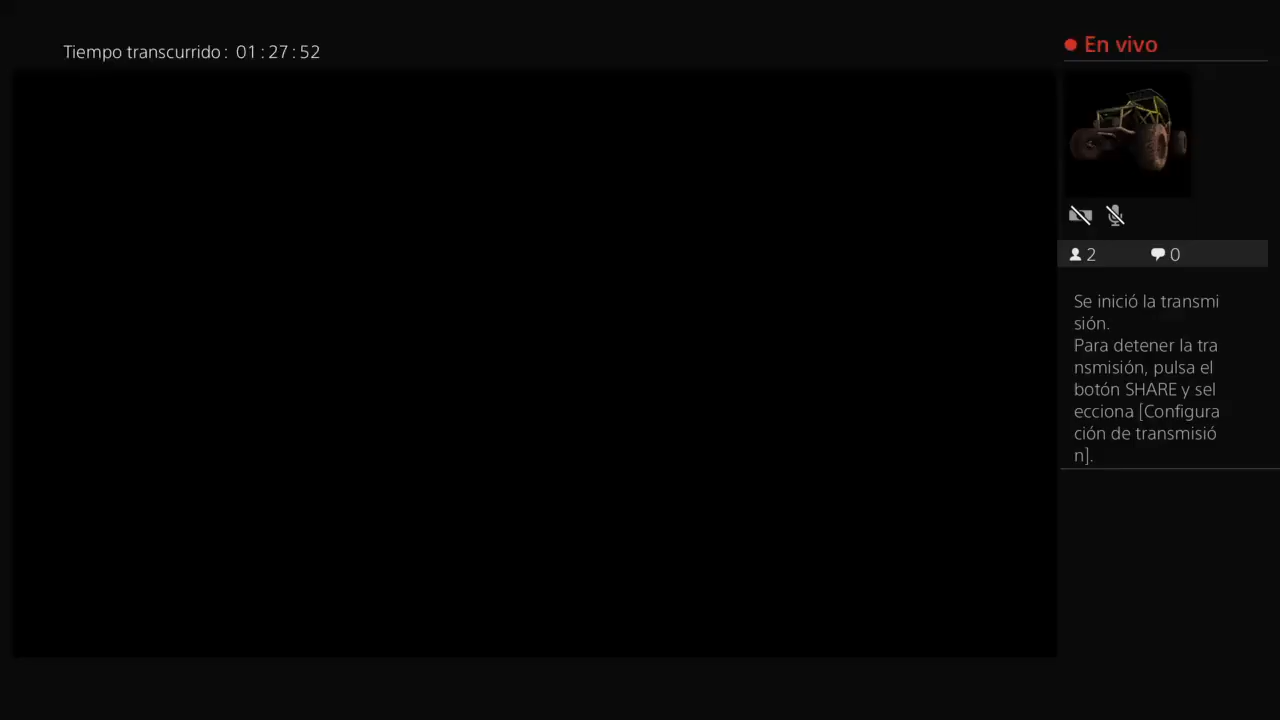 Tiempo transcurrido : 01 : 27 : 52
En vivo
2
0
Se inició la transmi
sión.
Para detener la tra
nsmisión, pulsa el
botón SHARE y sel
ecciona [Configura
ción de transmisió
n].